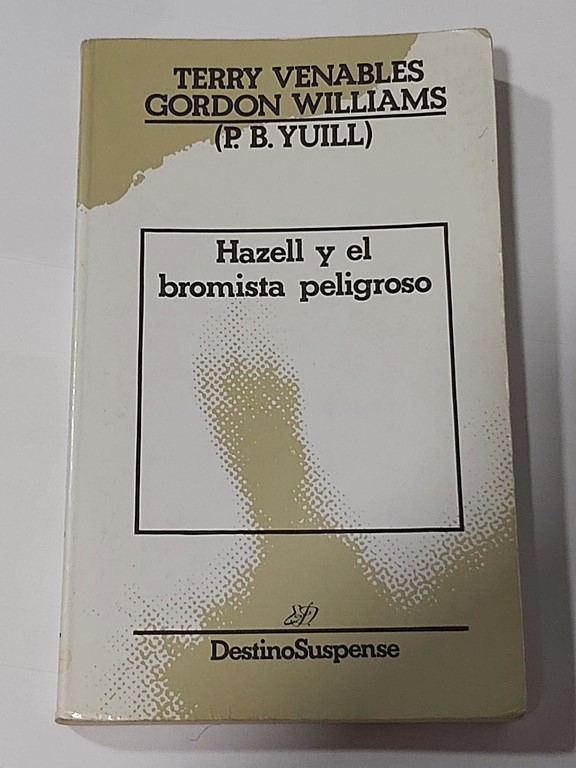 TERRY VENABLES
GORDON WILLIAMS
(P. B. YUILL)
Hazell y el
bromista peligroso
DestinoSuspense